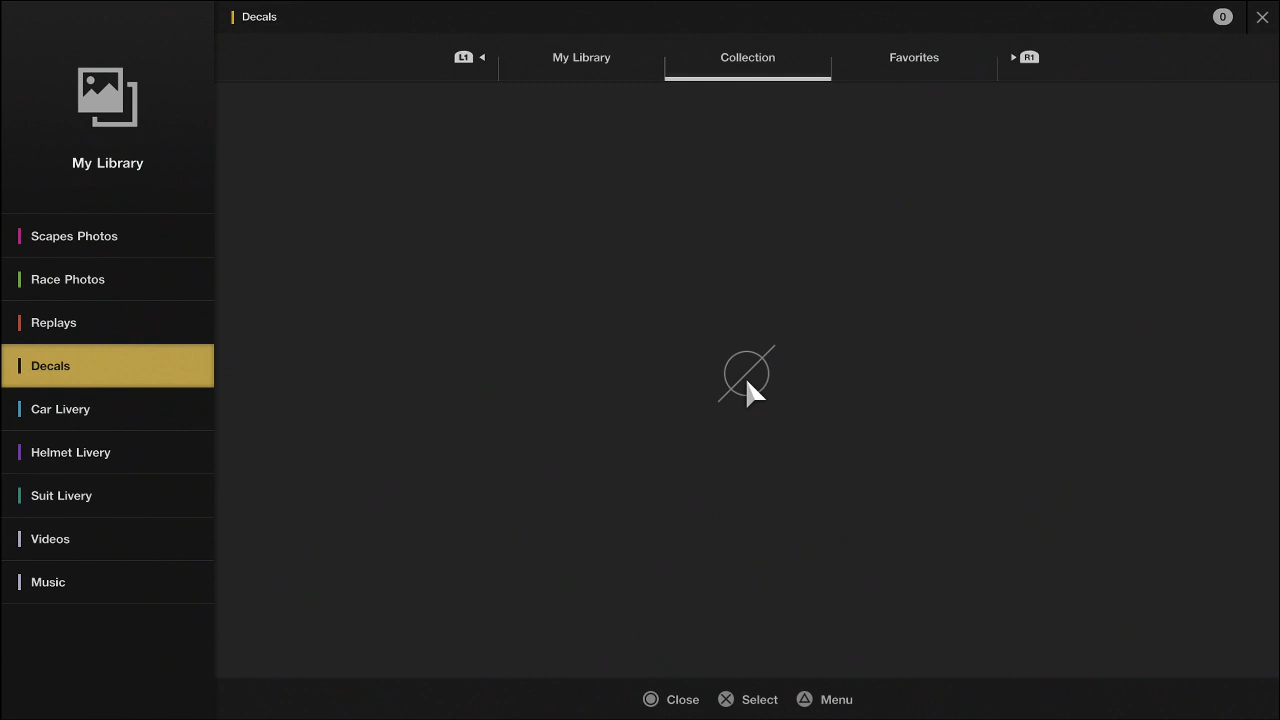 Decals
0
L1
My Library
Collection
Favorites
R1
My Library
Scapes Photos
Race Photos
Replays
Decals
Car Livery
Helmet Livery
Suit Livery
Videos
Music
Close
Select
Menu